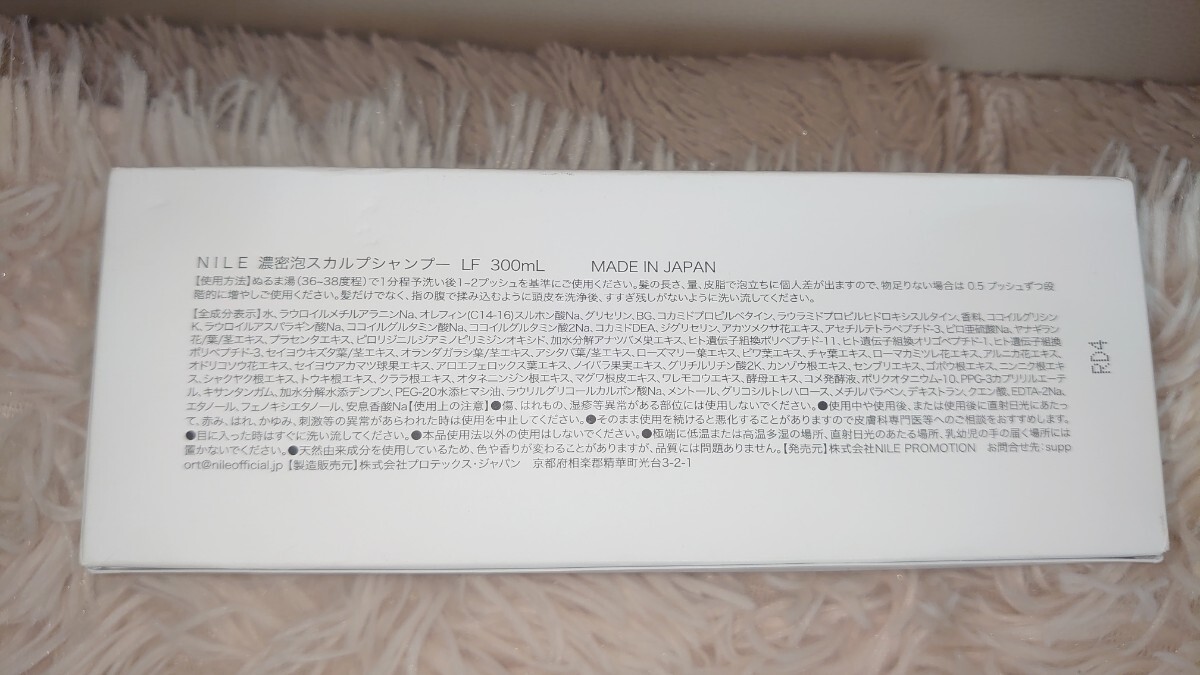 NILE 濃密泡スカルプシャンプー LF 300mL MADE IN JAPAN
【使用方法】ぬるま湯(36-38度程)で1分程予洗い後1-2プッシュを基準にご使用ください。髪の長さ、量、皮脂で泡立ちに個人差が出ますので、物足りない場合は 0.5 プッシュずつ段
階的に増やしご使用ください。髪だけでなく、指の腹で揉み込むように頭皮を洗浄後、すすぎ残しがないように洗い流してください。
【全成分表示】水、ラウロイルメチルアラニンNa、オレフィン(C14-16)スルホン酸Na、グリセリン、BG、コカミドプロピルベタイン、ラウラミドプロピルヒドロキシスルタイン、香料、ココイルグリシン
K、ラウロイルアスパラギン酸Na、ココイルグルタミン酸Na、ココイルグルタミン酸2Na、コカミドDEA、ジグリセリン、アカツメクサ花エキス、アセチルテトラペプチド-3、ピロ亜硫酸Na、ヤナギラン
花/葉/茎エキス、プラセンタエキス、ピロリジニルジアミノピリミジンオキシド、加水分解アナツバメ巣エキス、ヒト遺伝子組換ポリペプチド-11、ヒト遺伝子組換オリゴペプチド-1、ヒト遺伝子組換
ポリペプチド-3、セイヨウキズタ葉/茎エキス、オランダガラシ葉/茎エキス、アシタバ葉/茎エキス、ローズマリー葉エキス、ビワ葉エキス、チャ葉エキス、ローマカミツレ花エキス、アルニカ花エキス、
オドリコソウ花エキス、セイヨウアカマツ球果エキス、アロエフェロックス葉エキス、ノイバラ果実エキス、グリチルリチン酸2K、カンゾウ根エキス、センブリエキス、ゴボウ根エキス、ニンニク根エキ
ス、シャクヤク根エキス、トウキ根エキス、クララ根エキス、オタネニンジン根エキス、マグワ根皮エキス、ワレモコウエキス、酵母エキス、コメ発酵液、ポリクオタニウム-10、PPG-3カプリリルエーテ
ル、キサンタンガム、加水分解水添デンプン、PEG-20水添ヒマシ油、ラウリルグリコールカルボン酸Na、メントール、グリコシルトレハロース、メチルパラベン、デキストラン、クエン酸、EDTA-2Na、
エタノール、フェノキシエタノール、安息香酸Na【使用上の注意】●傷、はれもの、湿疹等異常がある部位には使用しないでください。●使用中や使用後、または使用後に直射日光にあたっ
て、赤み、はれ、かゆみ、刺激等の異常があらわれた時は使用を中止してください。●そのまま使用を続けると悪化することがありますので皮膚科専門医等へのご相談をおすすめします。
●目に入った時はすぐに洗い流してください。●本品使用法以外の使用はしないでください。●極端に低温または高温多湿の場所、直射日光のあたる場所、乳幼児の手の届く場所には
置かないでください。●天然由来成分を使用しているため、色や香りが変わることがありますが、品質には問題ありません。【発売元】株式会社NILE PROMOTION お問合せ先:supp
ort@nileofficial.jp【製造販売元】株式会社プロテックス・ジャパン 京都府相楽郡精華町光台3-2-1
RD4